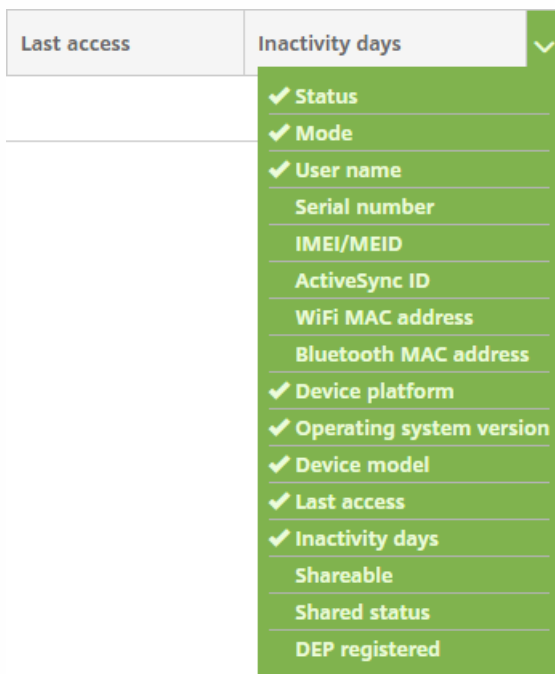 Last access Inactivity days
Status
Mode
User name
Serial number
IMEI/MEID
ActiveSync ID
WiFi MAC address
Bluetooth MAC address
Device platform
Operating system version
Device model
Last access
Inactivity days
Shareable
Shared status
DEP registered